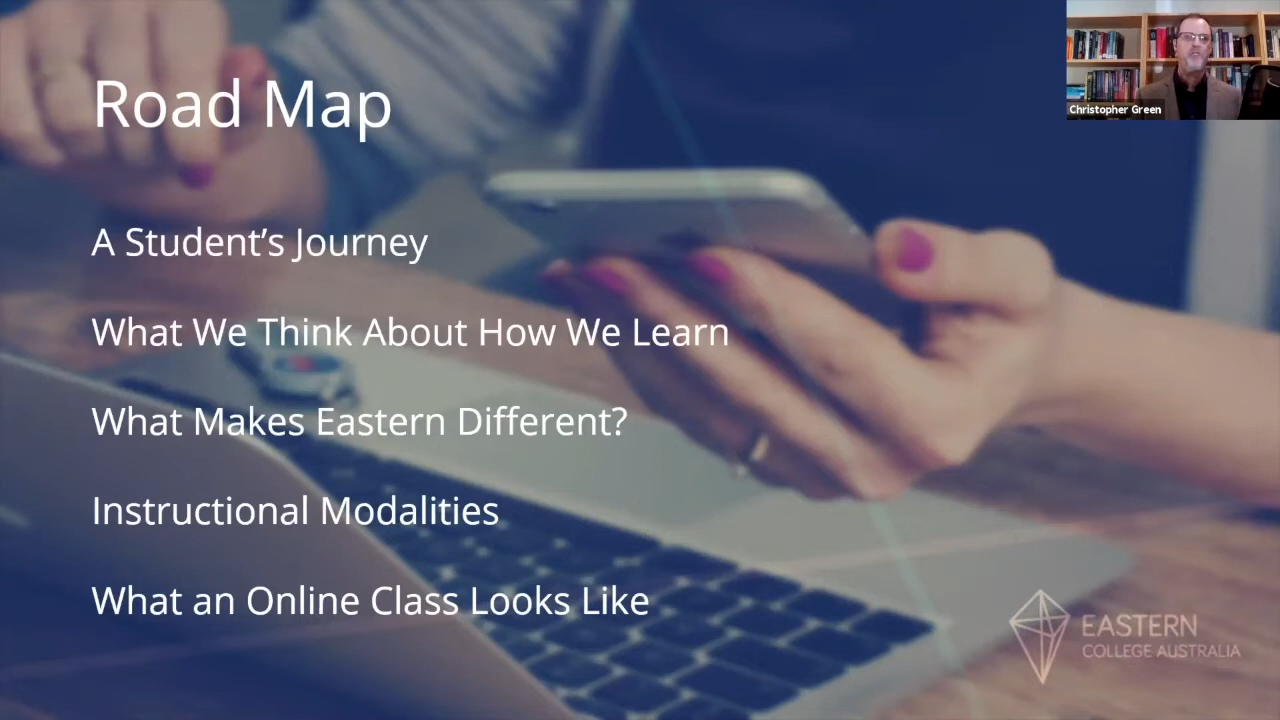 Road Map
Christopher Green
A Student’s Journey
What We Think About How We Learn
What Makes Eastern Different?
Instructional Modalities
What an Online Class Looks Like
EASTERN
COLLEGE AUSTRALIA